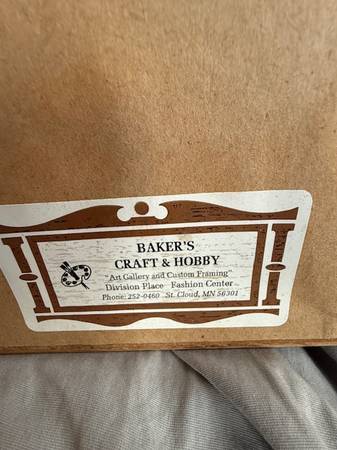 BAKER'S
CRAFT & HOBBY
"Art Gallery and Custom Framing"
Division Place Fashion Center
Phone: 252-0460 St. Cloud, MN 56301